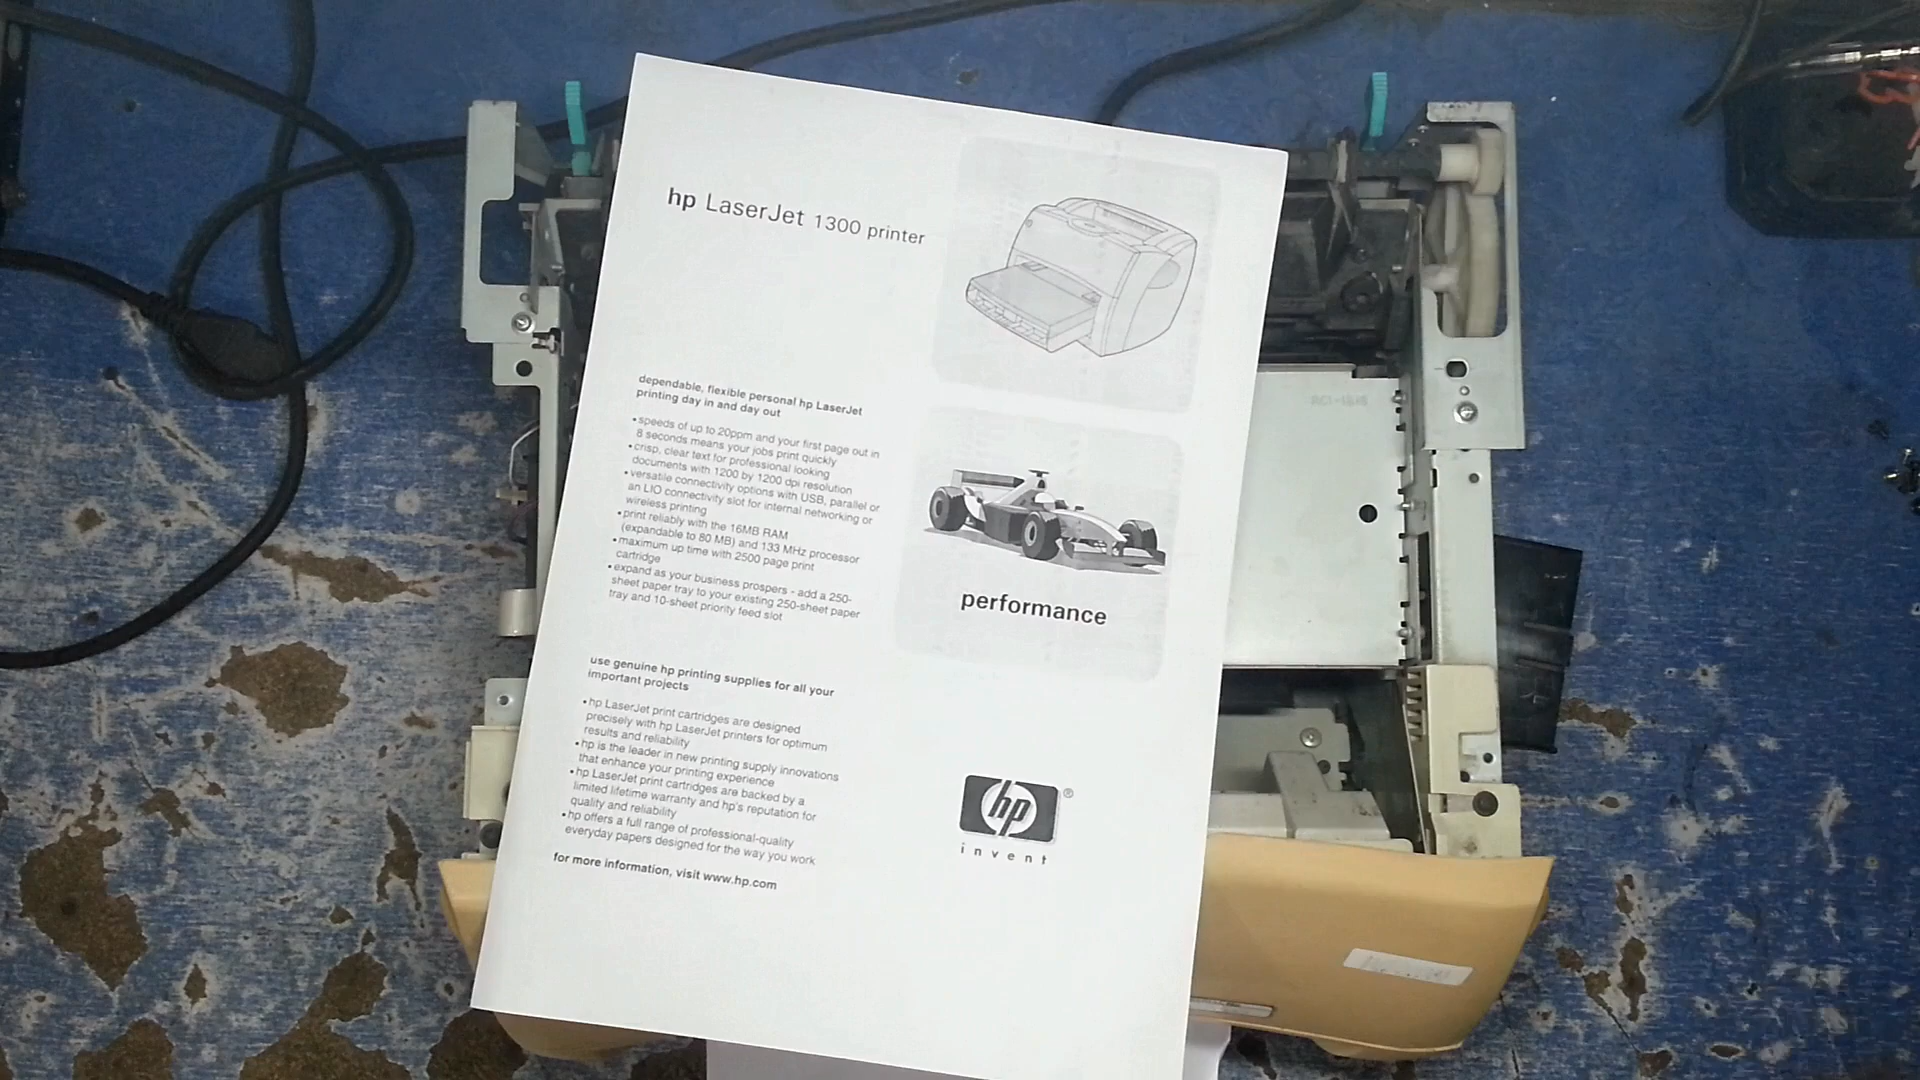 hp LaserJet 1300 printer
dependable, flexible personal hp LaserJet
printing day in and day out
•speeds of up to 20ppm and your first page out in
8 seconds means your jobs print quickly
•crisp, clear text for professional looking
documents with 1200 by 1200 dpi resolution
•versatile connectivity options with USB, parallel or
an LIO connectivity slot for internal networking or
wireless printing
•print reliably with the 16MB RAM
(expandable to 80 MB) and 133 MHz processor
•maximum up time with 2500 page print
cartridge
•expand as your business prospers - add a 250-
sheet paper tray to your existing 250-sheet paper
tray and 10-sheet priority feed slot
performance
use genuine hp printing supplies for all your
important projects
•hp LaserJet print cartridges are designed
precisely with hp LaserJet printers for optimum
results and reliability
•hp is the leader in new printing supply innovations
that enhance your printing experience
•hp LaserJet print cartridges are backed by a
limited lifetime warranty and hp's reputation for
quality and reliability
•hp offers a full range of professional-quality
everyday papers designed for the way you work
for more information, visit www.hp.com
hp ®
invent